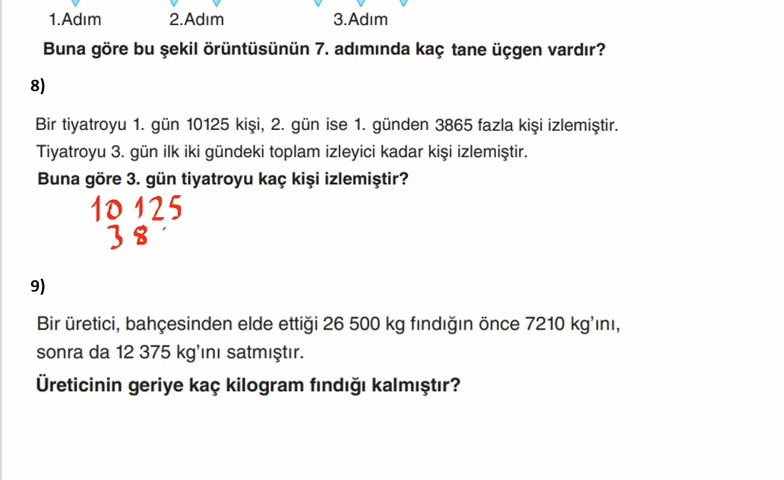 1.Adım 2.Adım 3.Adım
Buna göre bu şekil örüntüsünün 7. adımında kaç tane üçgen vardır?
8)
Bir tiyatroyu 1. gün 10125 kişi, 2. gün ise 1. günden 3865 fazla kişi izlemiştir.
Tiyatroyu 3. gün ilk iki gündeki toplam izleyici kadar kişi izlemiştir.
Buna göre 3. gün tiyatroyu kaç kişi izlemiştir?
10 125
3 8
9)
Bir üretici, bahçesinden elde ettiği 26 500 kg fındığın önce 7210 kg'ını,
sonra da 12 375 kg'ını satmıştır.
Üreticinin geriye kaç kilogram fındığı kalmıştır?